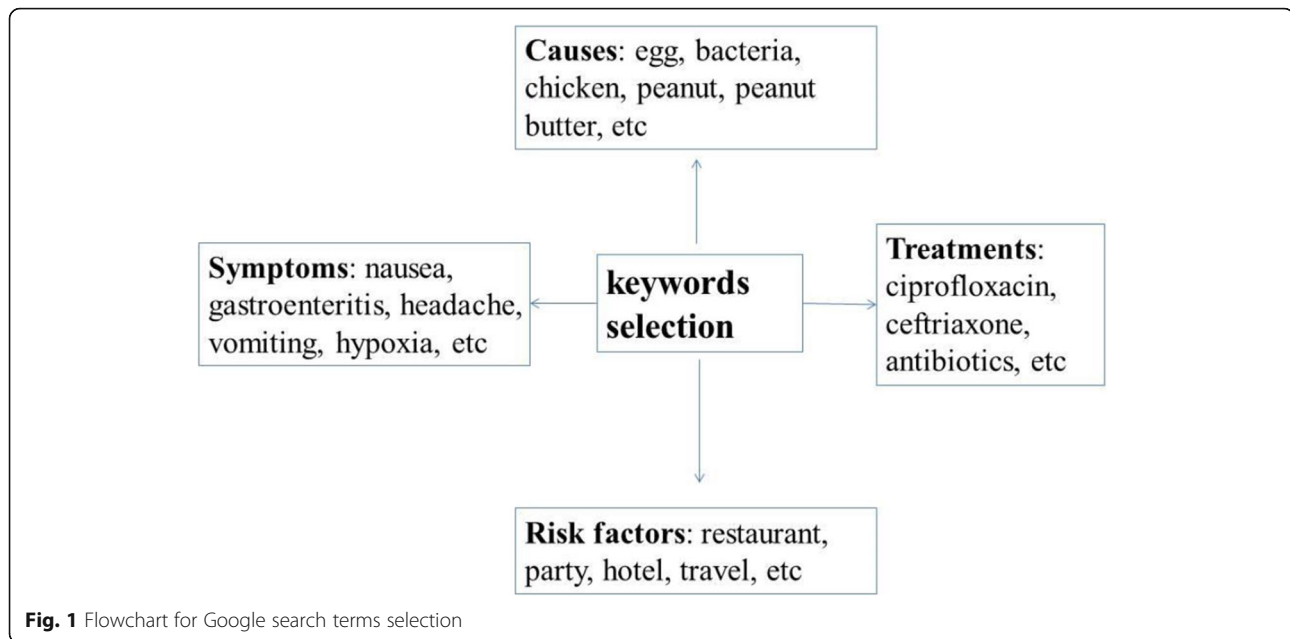 Causes: egg, bacteria,
chicken, peanut, peanut
butter, etc
Symptoms: nausea,
gastroenteritis, headache,
vomiting, hypoxia, etc
keywords
selection
Treatments:
ciprofloxacin,
ceftriaxone,
antibiotics, etc
Risk factors: restaurant,
party, hotel, travel, etc
Fig. 1 Flowchart for Google search terms selection